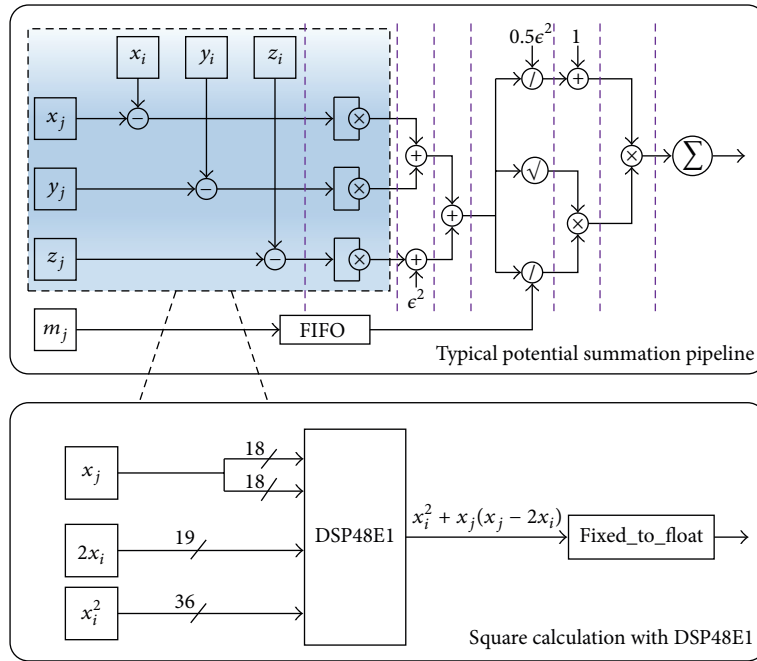 0.5ϵ² 1
x_i y_i z_i
/ +
x_j − ×
+ × ∑
y_j − × √
+ ×
z_j − × + /
ϵ²
m_j FIFO
Typical potential summation pipeline
18
x_j 18
x_i² + x_j(x_j − 2x_i)
DSP48E1 Fixed_to_float
2x_i 19
x_i² 36
Square calculation with DSP48E1